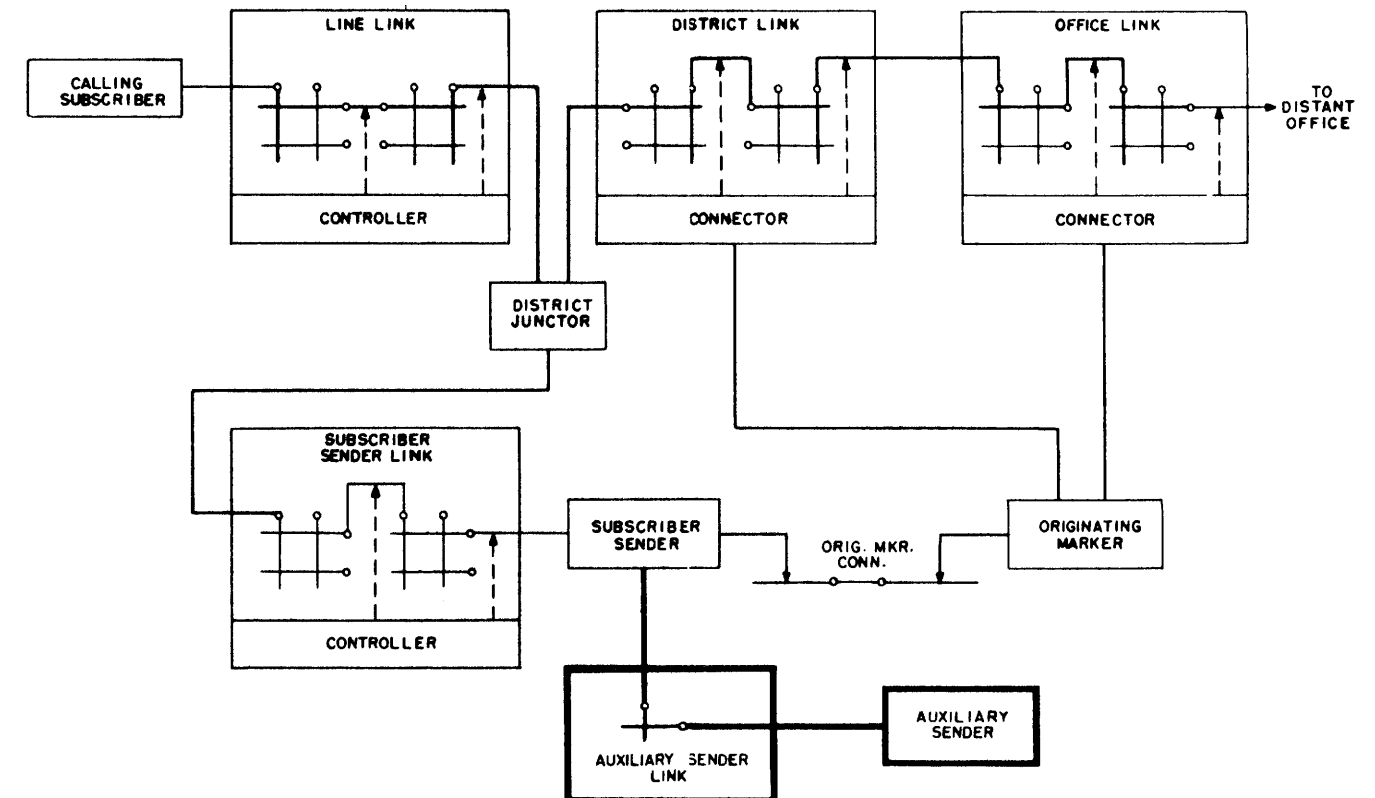 LINE LINK
DISTRICT LINK
OFFICE LINK
CALLING
SUBSCRIBER
TO
DISTANT
OFFICE
CONTROLLER
CONNECTOR
CONNECTOR
DISTRICT
JUNCTOR
SUBSCRIBER
SENDER LINK
SUBSCRIBER
SENDER
ORIG. MKR.
CONN.
ORIGINATING
MARKER
CONTROLLER
AUXILIARY SENDER
LINK
AUXILIARY
SENDER